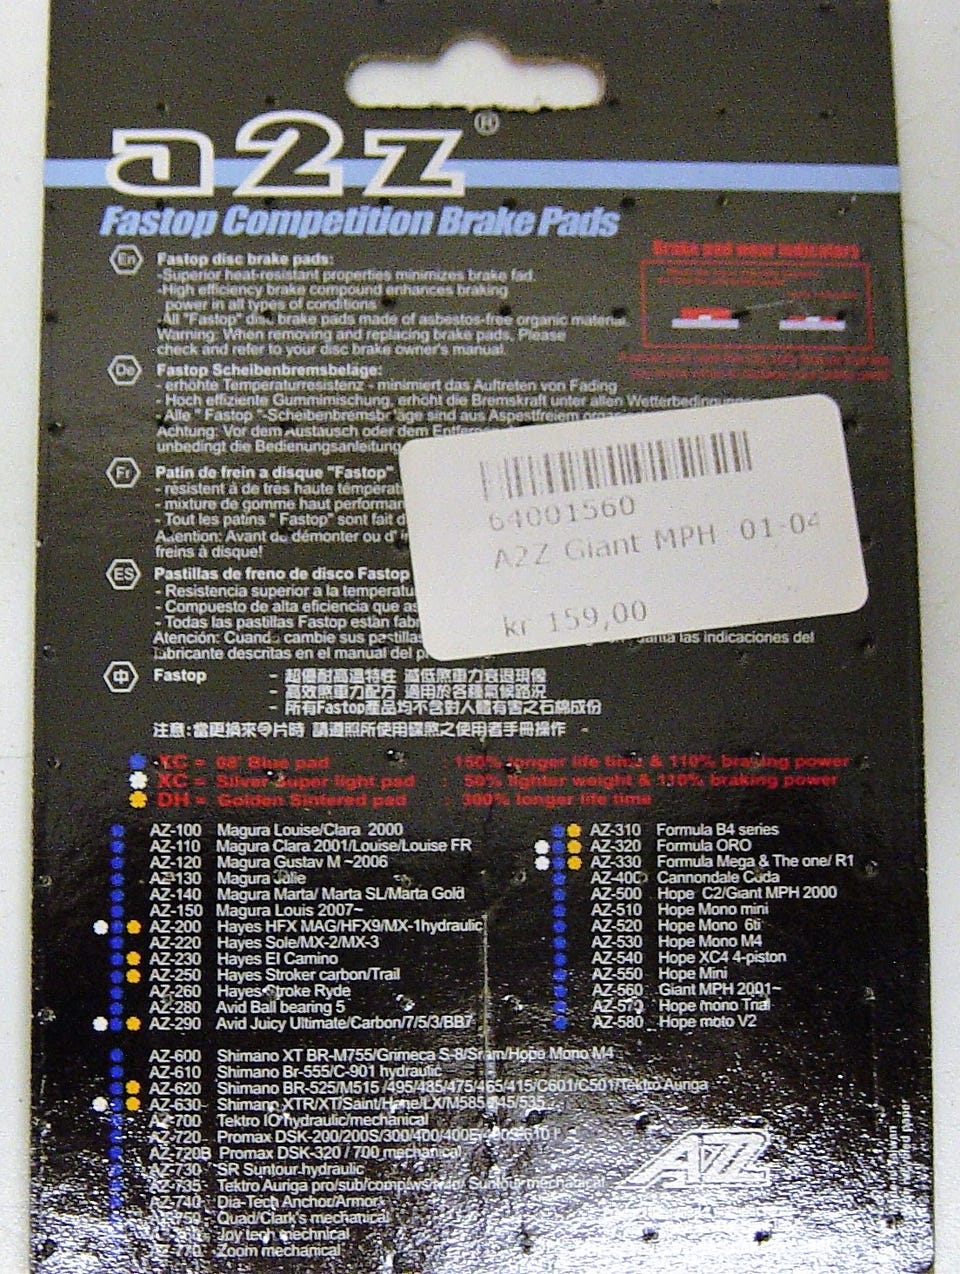 a2z®
Fastop Competition Brake Pads
Brake pad wear indicators
En
Fastop disc brake pads:
-Superior heat-resistant properties minimizes brake fad.
-High efficiency brake compound enhances braking
power in all types of conditions
-All "Fastop" disc brake pads made of asbestos-free organic material.
Warning: When removing and replacing brake pads, Please
check and refer to your disc brake owner's manual.
De
Fastop Scheibenbremsbeläge:
- erhöhte Temperaturresistenz - minimiert das Auftreten von Fading
- Hoch effiziente Gummimischung, erhöht die Bremskraft unter allen
- Alle " Fastop "-Scheibenbremsbeläge sind aus Aspestfreiem
Achtung: Vor dem Austausch oder dem
unbedingt die Bedienungsanleitung
Fr
Patin de frein a disque "Fastop"
- résistent à de très haute
- mixture de gomme haut
- Tout les patins " Fastop" sont fait
Attention: Avant de démonter ou
freins à disque!
ES
Pastillas de freno de disco Fastop
- Resistencia superior a la
- Compuesto de alta eficiencia que
- Todas las pastillas Fastop están
Atención: Cuando cambie sus pastillas las indicaciones del
fabricante descritas en el manual del
64001560
A2Z Giant MPH 01-04
kr 159,00
中
Fastop - 超優耐高溫特性 減低煞車力衰退現像
- 高效煞車力配方 適用於各種氣候路況
- 所有Fastop產品均不含對人體有害之石綿成份
注意:當更換來令片時 請遵照所使用碟煞之使用者手冊操作
XC = 08' Blue pad : 150% longer life time & 110% braking power
XC = Silver Super light pad : 50% lighter weight & 110% braking power
DH = Golden Sintered pad : 300% longer life time
AZ-100 Magura Louise/Clara 2000
AZ-110 Magura Clara 2001/Louise/Louise FR
AZ-120 Magura Gustav M ~2006
AZ-130 Magura Julie
AZ-140 Magura Marta/ Marta SL/Marta Gold
AZ-150 Magura Louis 2007~
AZ-200 Hayes HFX MAG/HFX9/MX-1hydraulic
AZ-220 Hayes Sole/MX-2/MX-3
AZ-230 Hayes El Camino
AZ-250 Hayes Stroker carbon/Trail
AZ-260 Hayes Stroke Ryde
AZ-280 Avid Ball bearing 5
AZ-290 Avid Juicy Ultimate/Carbon/7/5/3/BB7
AZ-310 Formula B4 series
AZ-320 Formula ORO
AZ-330 Formula Mega & The one/ R1
AZ-400 Cannondale Coda
AZ-500 Hope C2/Giant MPH 2000
AZ-510 Hope Mono mini
AZ-520 Hope Mono 6ti
AZ-530 Hope Mono M4
AZ-540 Hope XC4 4-piston
AZ-550 Hope Mini
AZ-560 Giant MPH 2001~
AZ-570 Hope mono Trial
AZ-580 Hope moto V2
AZ-600 Shimano XT BR-M755/Grimeca S-8/Sram/Hope Mono M4
AZ-610 Shimano Br-555/C-901 hydraulic
AZ-620 Shimano BR-525/M515 /495/485/475/465/415/C601/C501/Tektro Auriga
AZ-630 Shimano XTR/XT/Saint/Hone/LX/M585/545/535
AZ-700 Tektro IO hydraulic/mechanical
AZ-720 Promax DSK-200/200S/300/400/400E
AZ-720B Promax DSK-320 / 700 mechanical
AZ-730 SR Suntour-hydraulic
AZ-735 Tektro Auriga pro/sub/comp Suntour mechanical
AZ-740 Dia-Tech Anchor/Armor
Quad/Clark's mechanical
Joy tech mechnical
AZ-770 Zoom mechanical
A2Z